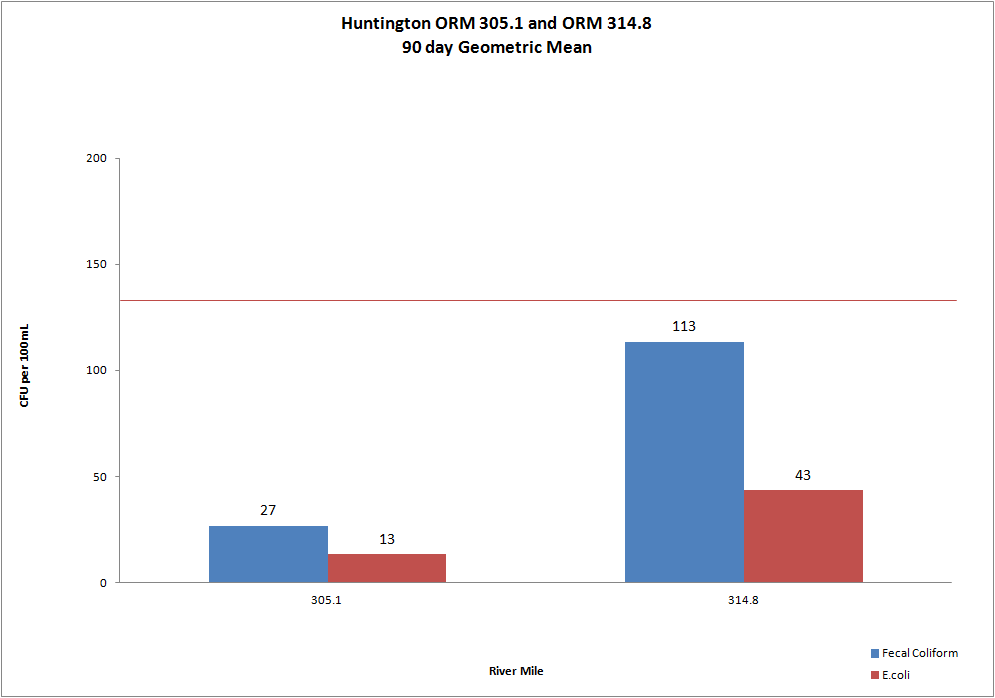 Huntington ORM 305.1 and ORM 314.8
90 day Geometric Mean
200
150
100
50
0
CFU per 100mL
27
13
113
43
305.1
314.8
River Mile
Fecal Coliform
E.coli